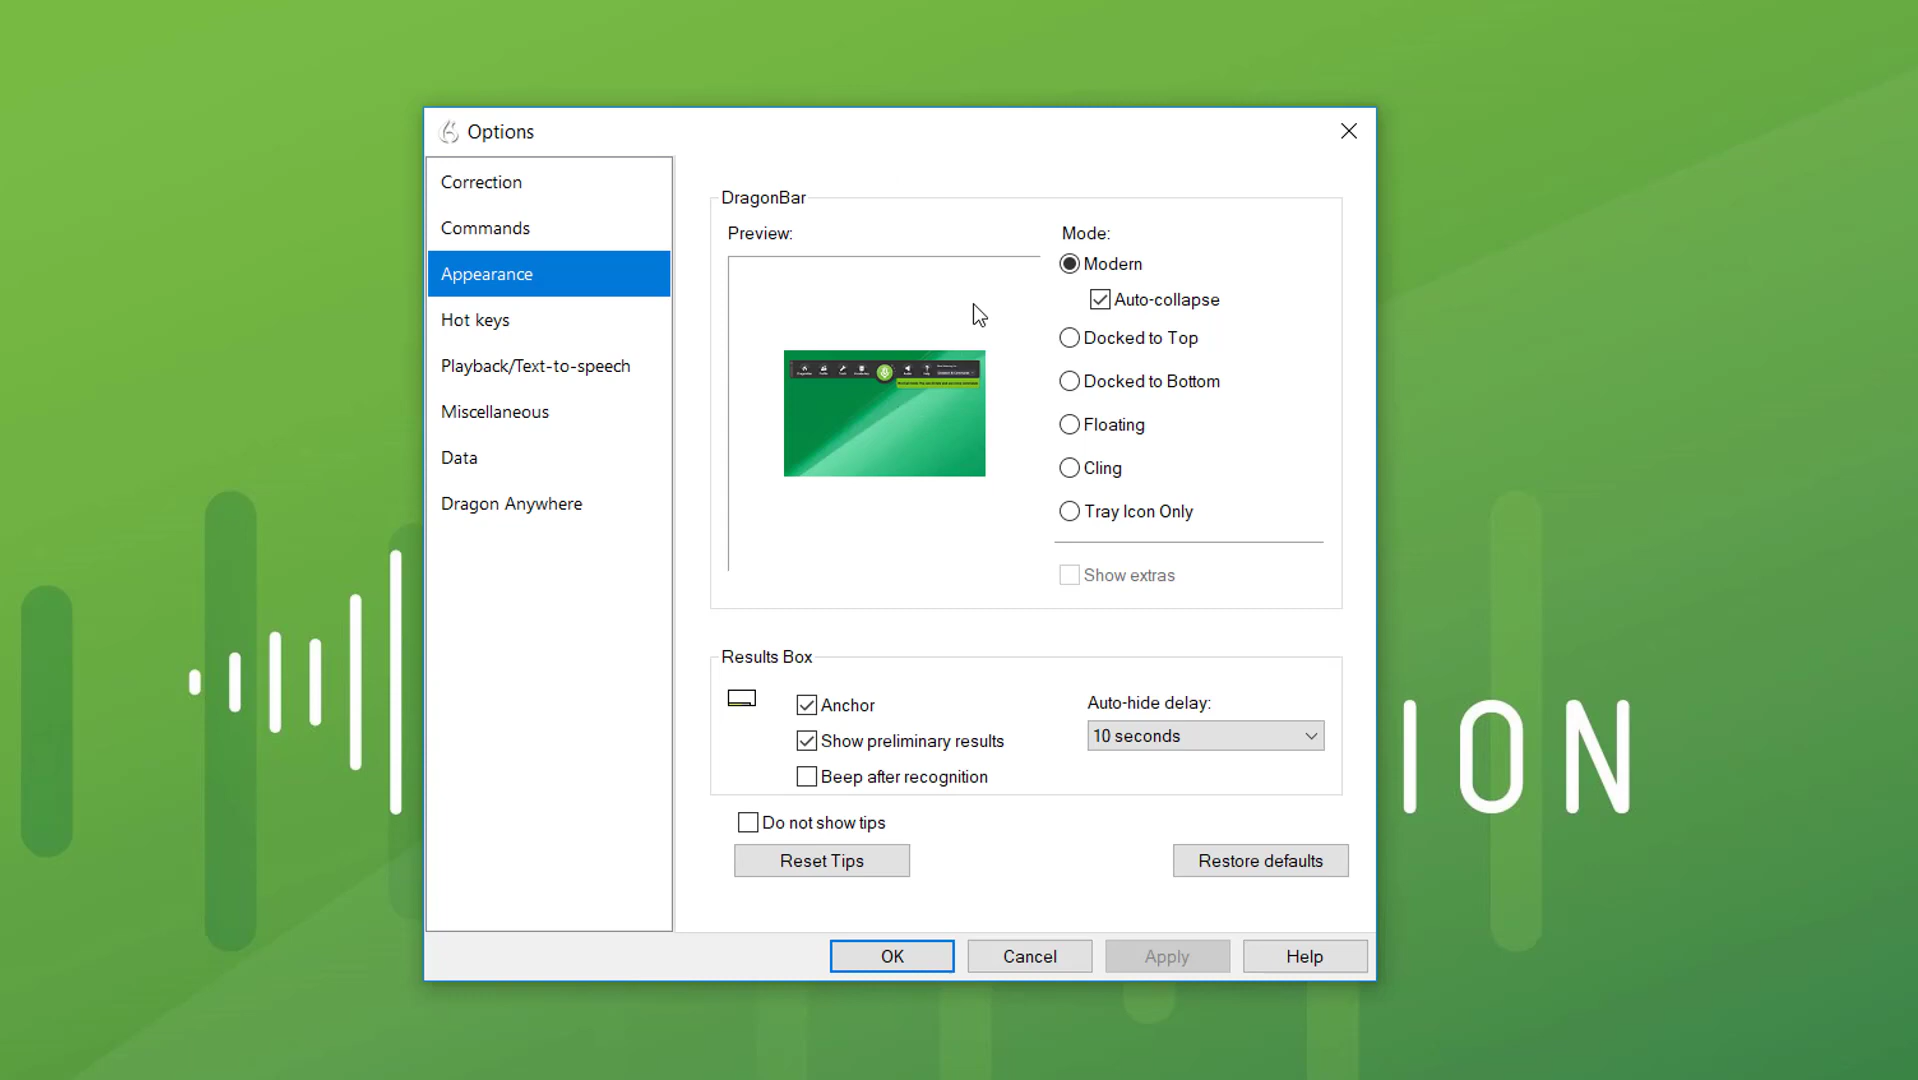 Options
Correction
Commands
Appearance
Hot keys
Playback/Text-to-speech
Miscellaneous
Data
Dragon Anywhere
DragonBar
Preview:
Mode:
Modern
Auto-collapse
Docked to Top
Docked to Bottom
Floating
Cling
Tray Icon Only
Show extras
Results Box
Anchor
Show preliminary results
Beep after recognition
Auto-hide delay:
10 seconds
Do not show tips
Reset Tips
Restore defaults
OK
Cancel
Apply
Help
ION